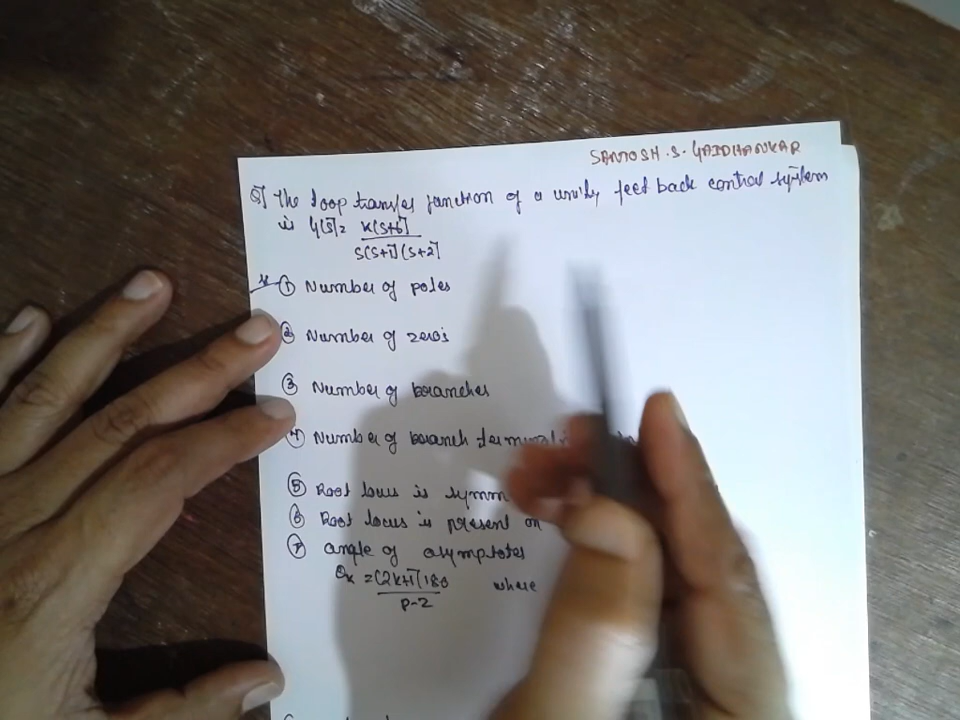 SANTOSH.S.GAIDHANKAR
Q] The loop transfer function of a unity feet back control system
is G[S]= K[S+6]
S[S+1][S+2]
① Number of poles
② Number of zero's
③ Number of branches
④ Number of branch
⑤ Root locus is symm
⑥ Root locus is present on
⑦ angle of asymptotes
θk = [2k+1]180 where
P-Z